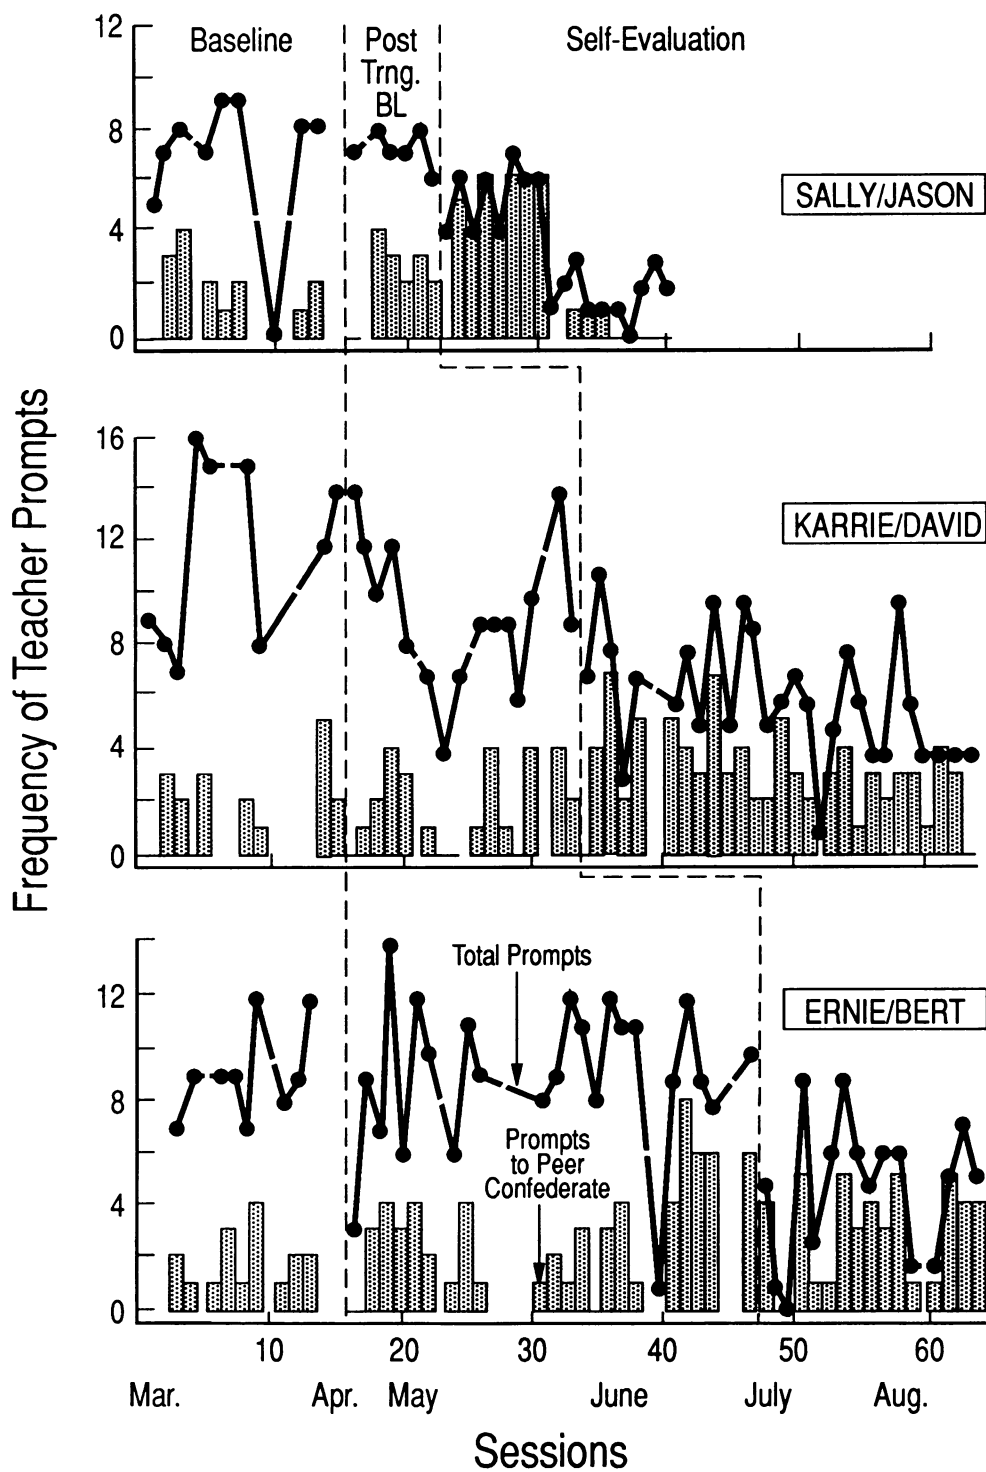 Frequency of Teacher Prompts
12
8
4
0
Baseline
Post
Trng.
BL
Self-Evaluation
SALLY/JASON
16
12
8
4
0
KARRIE/DAVID
12
8
4
0
Total Prompts
Prompts
to Peer
Confederate
ERNIE/BERT
10 20 30 40 50 60
Mar. Apr. May June July Aug.
Sessions